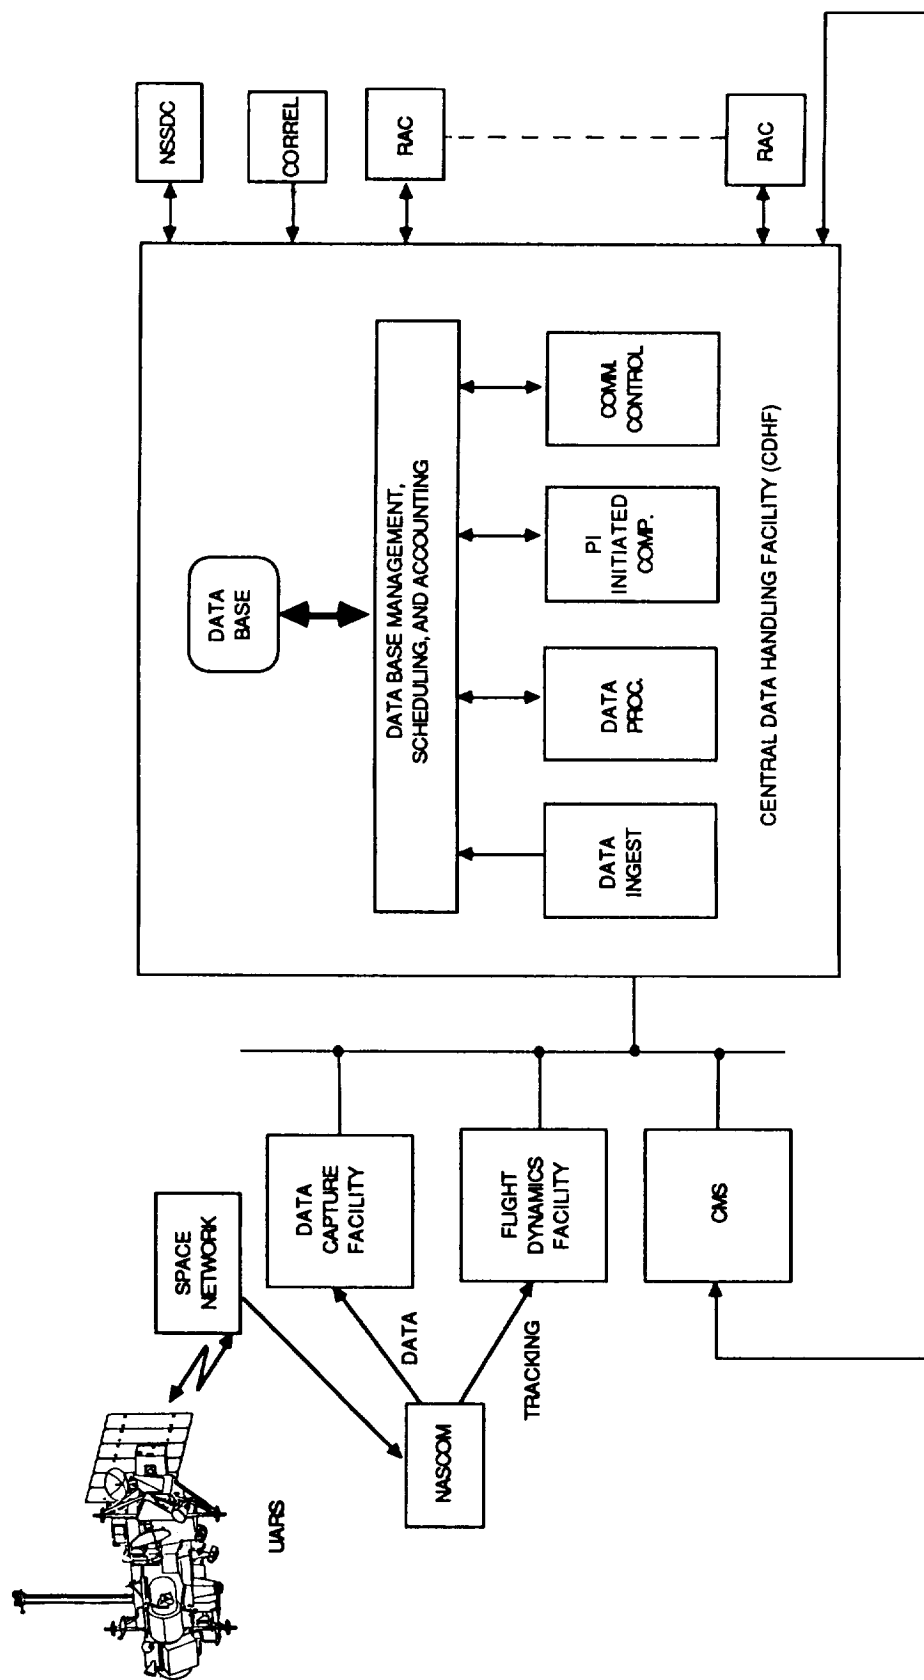 UARS
SPACE
NETWORK
NASCOM
DATA
TRACKING
DATA
CAPTURE
FACILITY
FLIGHT
DYNAMICS
FACILITY
CMS
DATA
BASE
DATA BASE MANAGEMENT,
SCHEDULING, AND ACCOUNTING
DATA
INGEST
DATA
PROC.
PI
INITIATED
COMP.
COMM.
CONTROL
CENTRAL DATA HANDLING FACILITY (CDHF)
NSSDC
CORREL
RAC
RAC